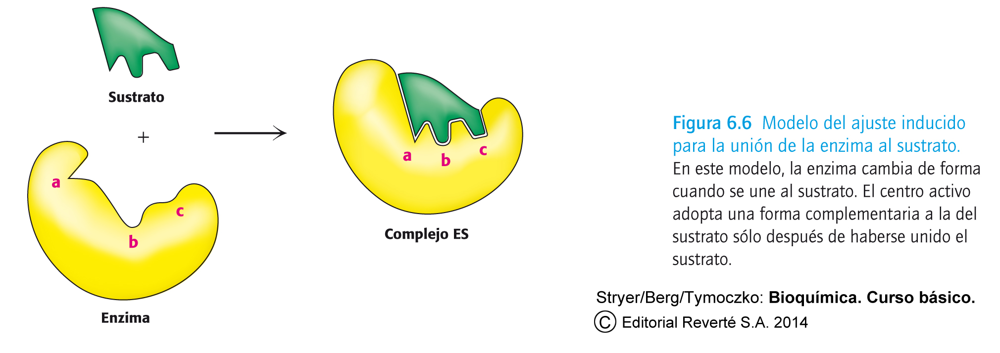 Sustrato
+
a
b
c
Enzima
a
b
c
Complejo ES
Figura 6.6 Modelo del ajuste inducido
para la unión de la enzima al sustrato.
En este modelo, la enzima cambia de forma
cuando se une al sustrato. El centro activo
adopta una forma complementaria a la del
sustrato sólo después de haberse unido el
sustrato.
Stryer/Berg/Tymoczko: Bioquímica. Curso básico.
© Editorial Reverté S.A. 2014